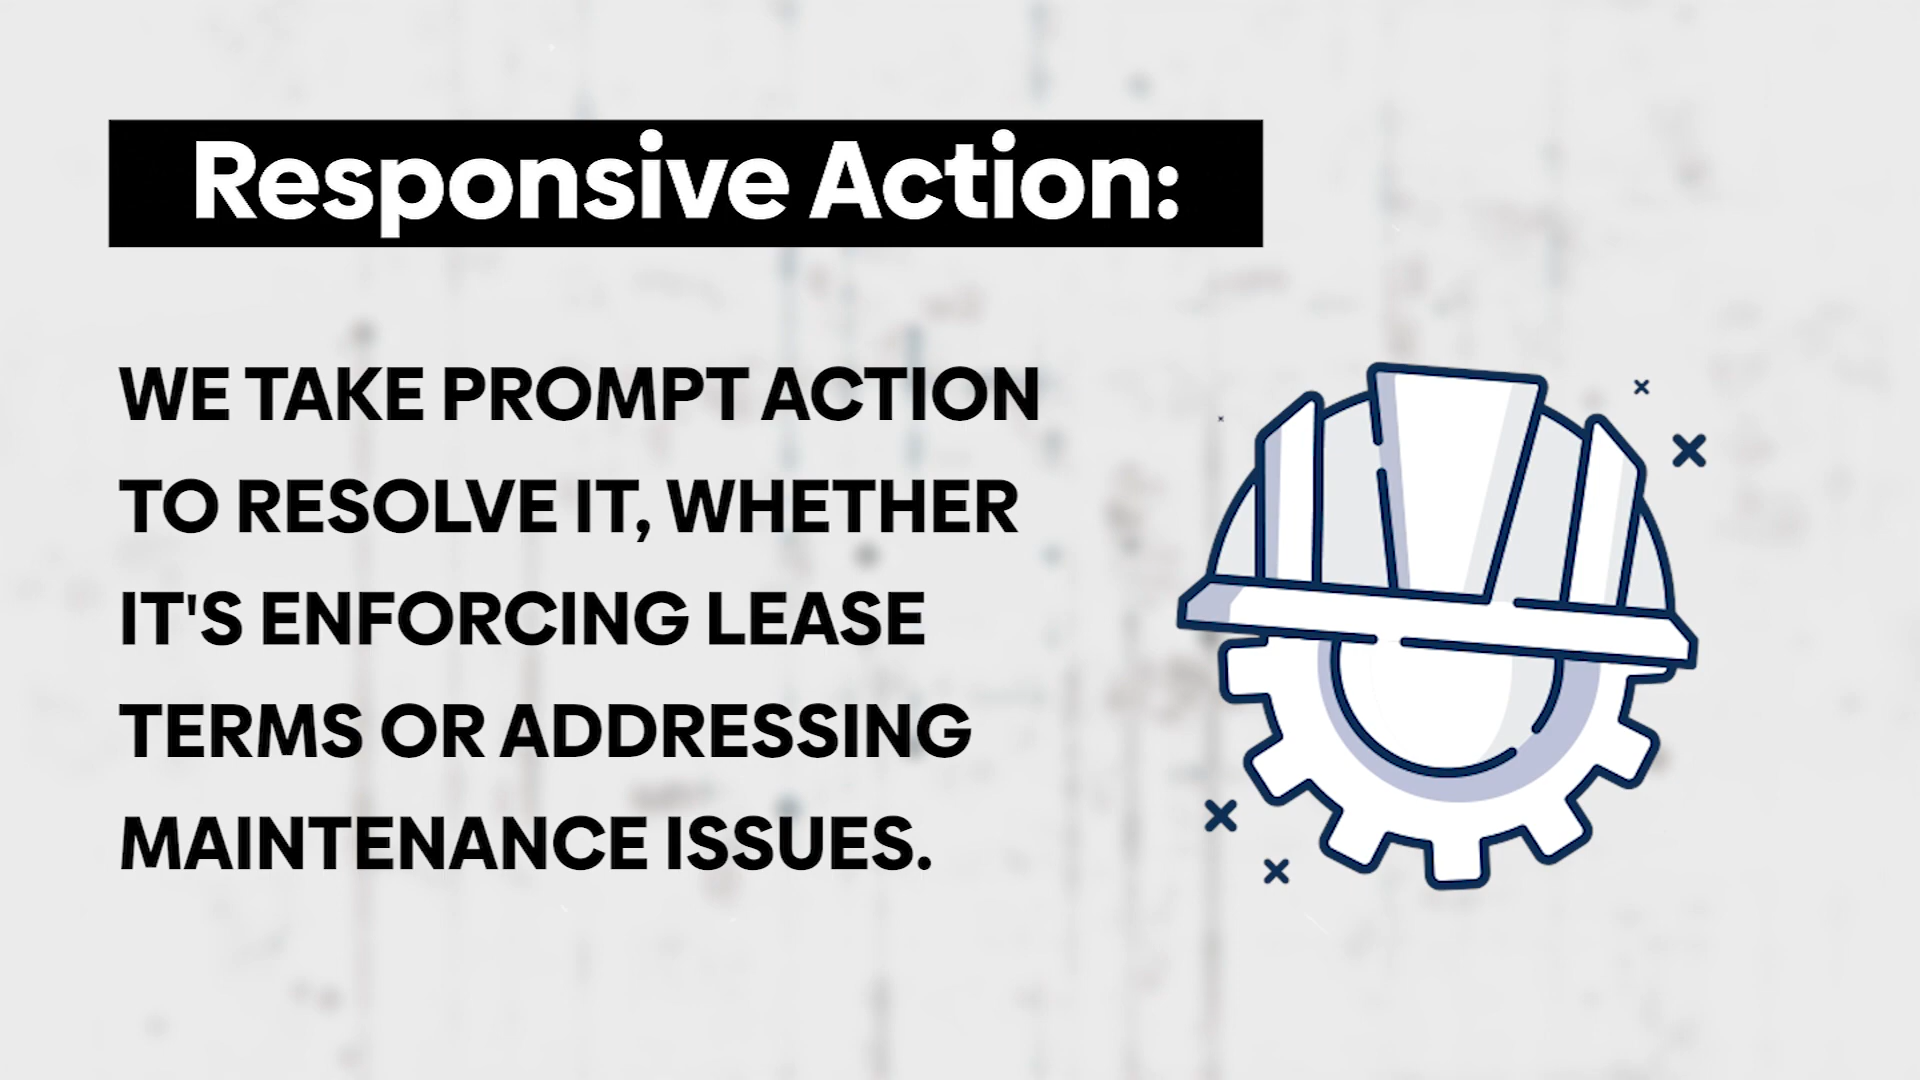 Responsive Action:
WE TAKE PROMPT ACTION
TO RESOLVE IT, WHETHER
IT'S ENFORCING LEASE
TERMS OR ADDRESSING
MAINTENANCE ISSUES.